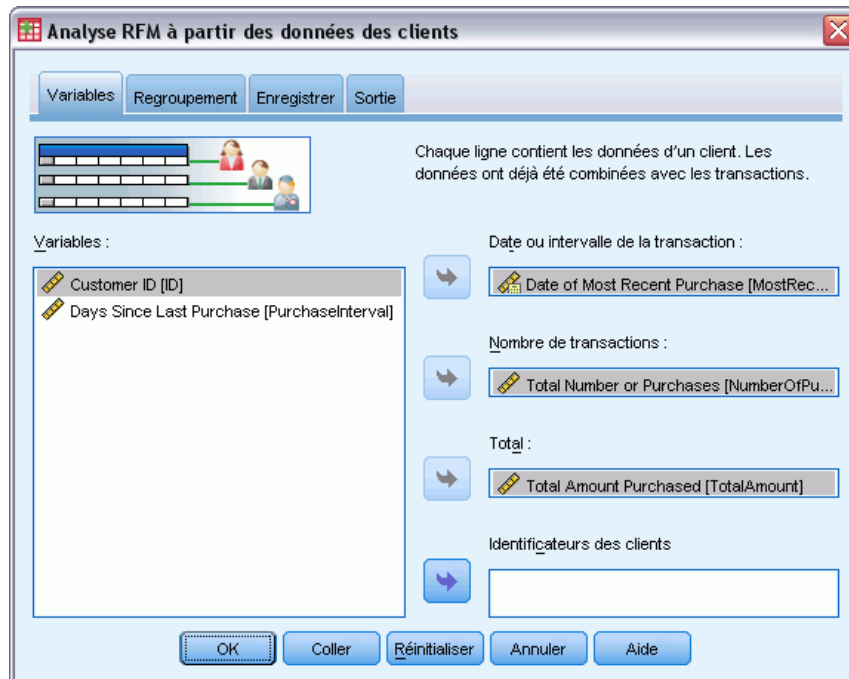 Analyse RFM à partir des données des clients
Variables
Regroupement
Enregistrer
Sortie
Chaque ligne contient les données d'un client. Les
données ont déjà été combinées avec les transactions.
Variables :
Customer ID [ID]
Days Since Last Purchase [PurchaseInterval]
Date ou intervalle de la transaction :
Date of Most Recent Purchase [MostRec...
Nombre de transactions :
Total Number or Purchases [NumberOfPu...
Total :
Total Amount Purchased [TotalAmount]
Identificateurs des clients
OK
Coller
Réinitialiser
Annuler
Aide